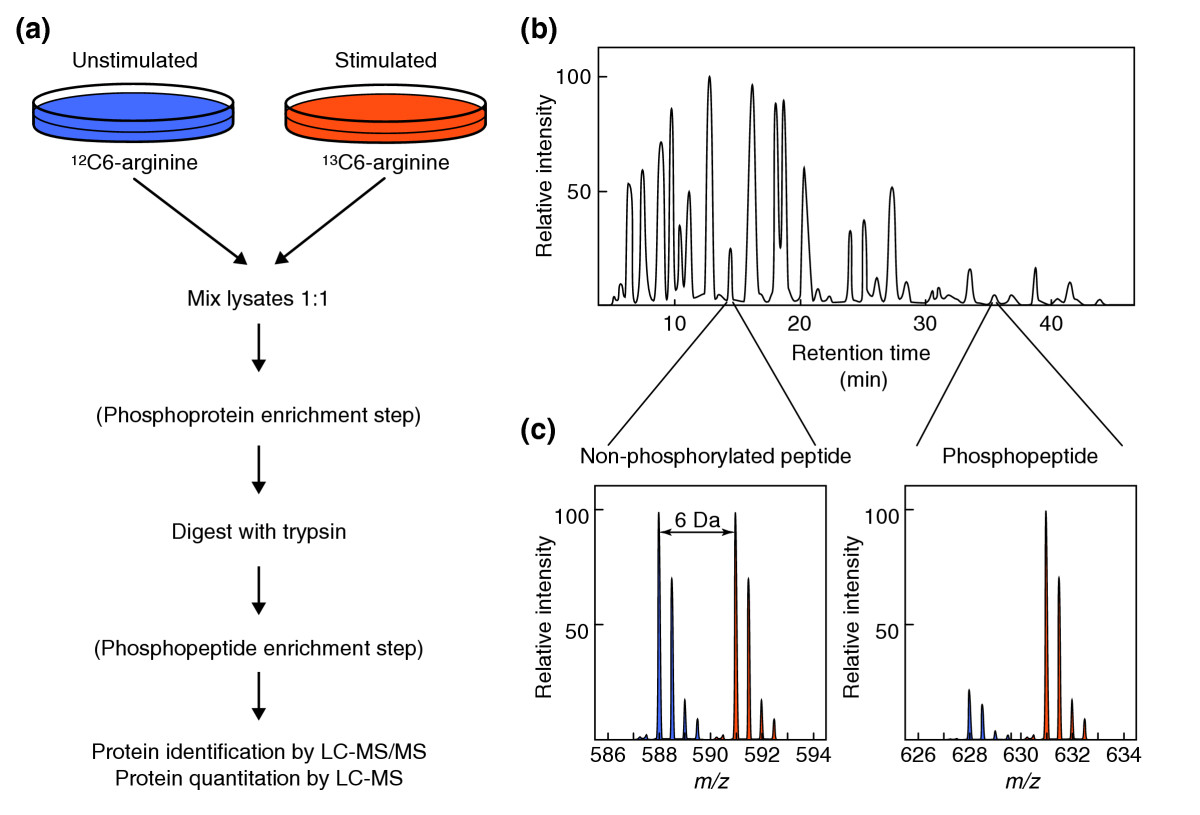 (a)
Unstimulated
Stimulated
¹²C6-arginine
¹³C6-arginine
Mix lysates 1:1
(Phosphoprotein enrichment step)
Digest with trypsin
(Phosphopeptide enrichment step)
Protein identification by LC-MS/MS
Protein quantitation by LC-MS
(b)
Relative intensity
100
50
10 20 30 40
Retention time
(min)
(c)
Non-phosphorylated peptide
Relative intensity
100
50
6 Da
586 588 590 592 594
m/z
Phosphopeptide
Relative intensity
100
50
626 628 630 632 634
m/z